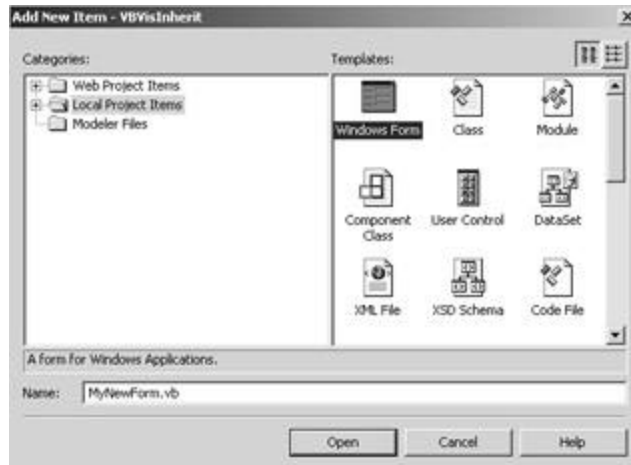 Add New Item - VBVisInherit
Categories:
Templates:
Web Project Items
Local Project Items
Modeler Files
Windows Form
Class
Module
Component
Class
User Control
DataSet
XML File
XSD Schema
Code File
A form for Windows Applications.
Name:
MyNewForm.vb
Open
Cancel
Help